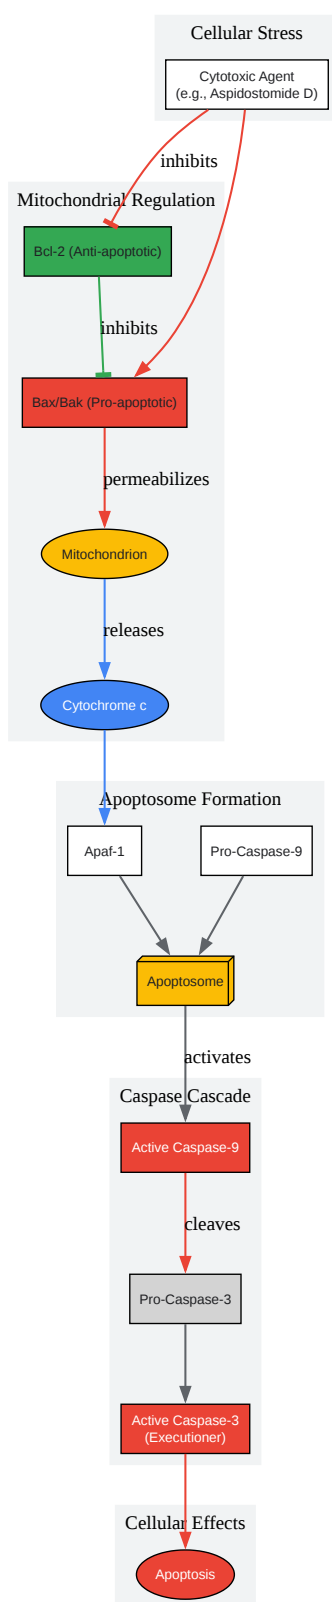 Cellular Stress
Cytotoxic Agent
(e.g., Aspidostomide D)
inhibits
Mitochondrial Regulation
Bcl-2 (Anti-apoptotic)
inhibits
Bax/Bak (Pro-apoptotic)
permeabilizes
Mitochondrion
releases
Cytochrome c
Apoptosome Formation
Apaf-1
Pro-Caspase-9
Apoptosome
activates
Caspase Cascade
Active Caspase-9
cleaves
Pro-Caspase-3
Active Caspase-3
(Executioner)
Cellular Effects
Apoptosis